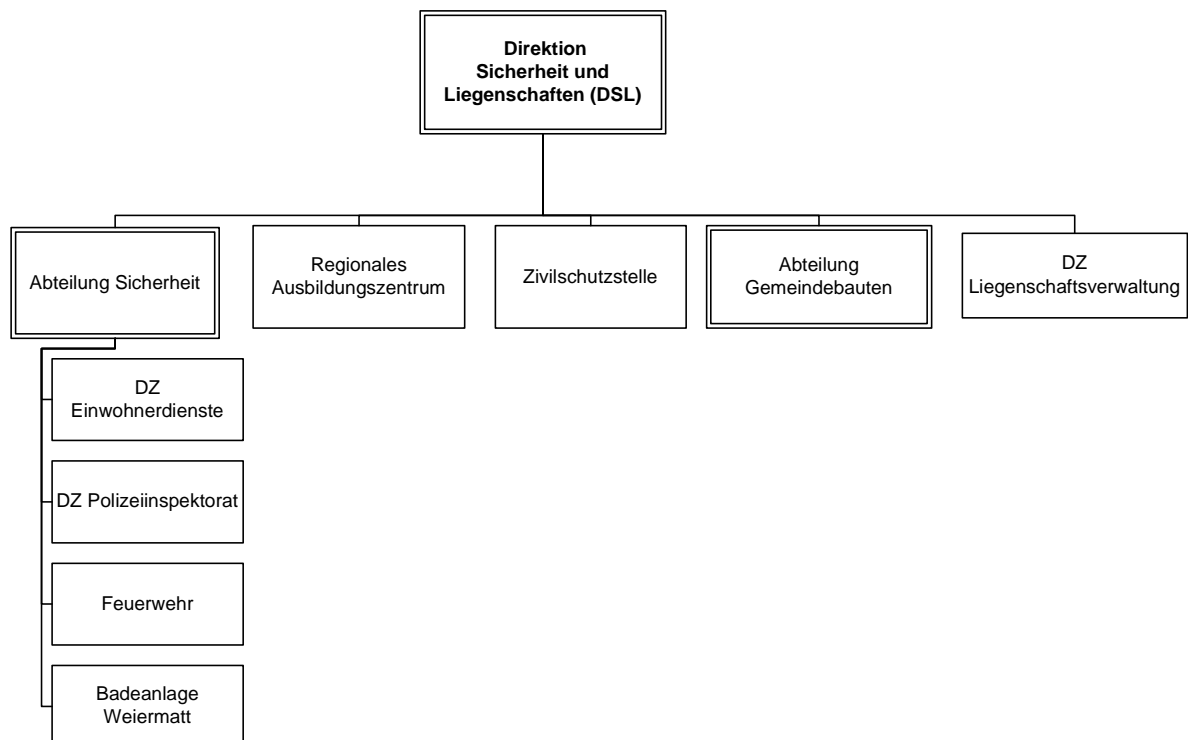 Direktion
Sicherheit und
Liegenschaften (DSL)
Abteilung Sicherheit
Regionales
Ausbildungszentrum
Zivilschutzstelle
Abteilung
Gemeindebauten
DZ
Liegenschaftsverwaltung
DZ
Einwohnerdienste
DZ Polizeiinspektorat
Feuerwehr
Badeanlage
Weiermatt